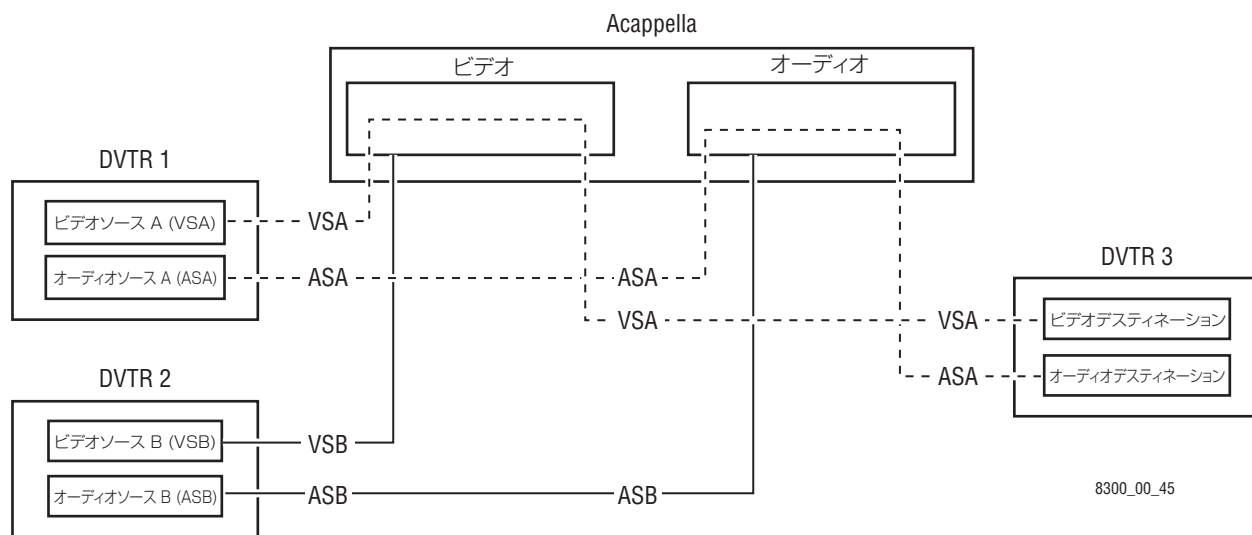 Acappella
ビデオ
オーディオ
DVTR 1
ビデオソース A (VSA)
VSA
オーディオソース A (ASA)
ASA
ASA
VSA
VSA
ASA
DVTR 3
ビデオデスティネーション
オーディオデスティネーション
DVTR 2
ビデオソース B (VSB)
VSB
オーディオソース B (ASB)
ASB
ASB
8300_00_45